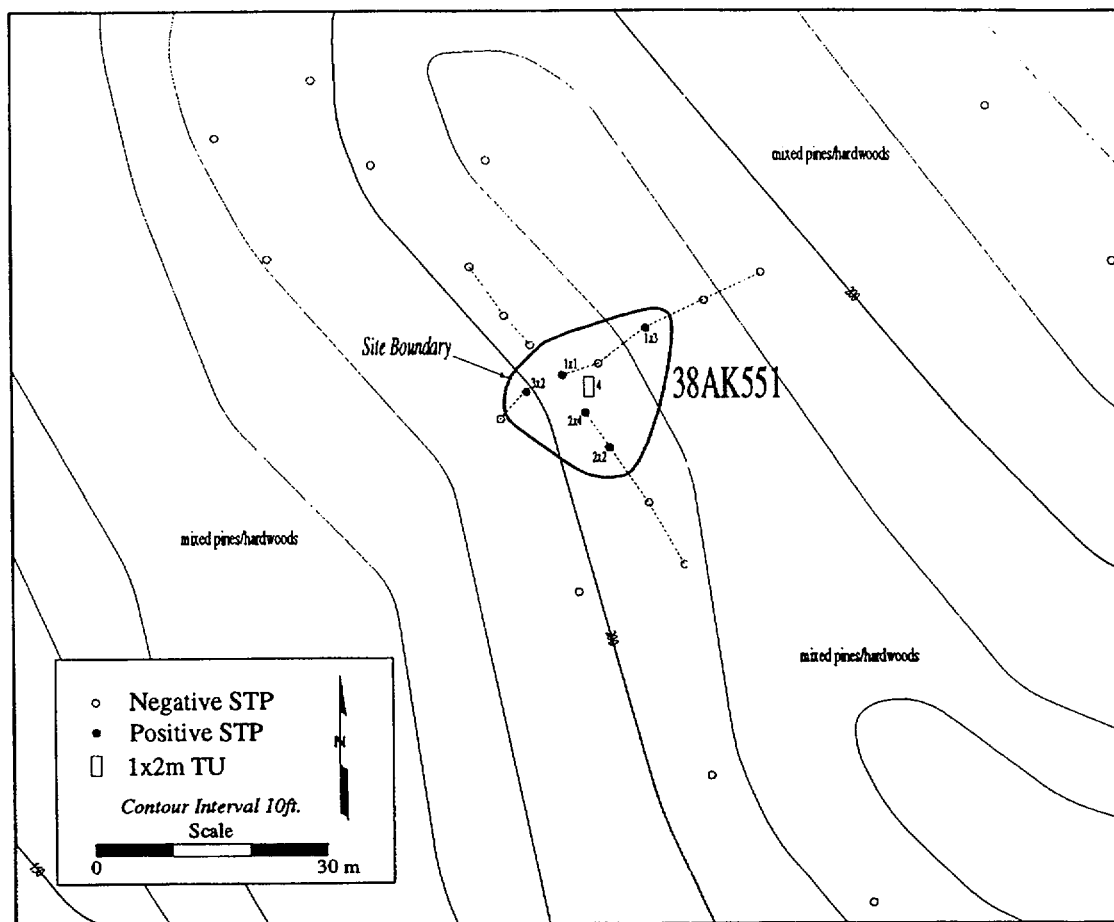 mixed pines/hardwoods
Site Boundary
1x3
1x1
38AK551
3x2
4
2x4
2x2
mixed pines/hardwoods
mixed pines/hardwoods
Negative STP
Positive STP
N
1x2m TU
Contour Interval 10ft.
Scale
0 30 m